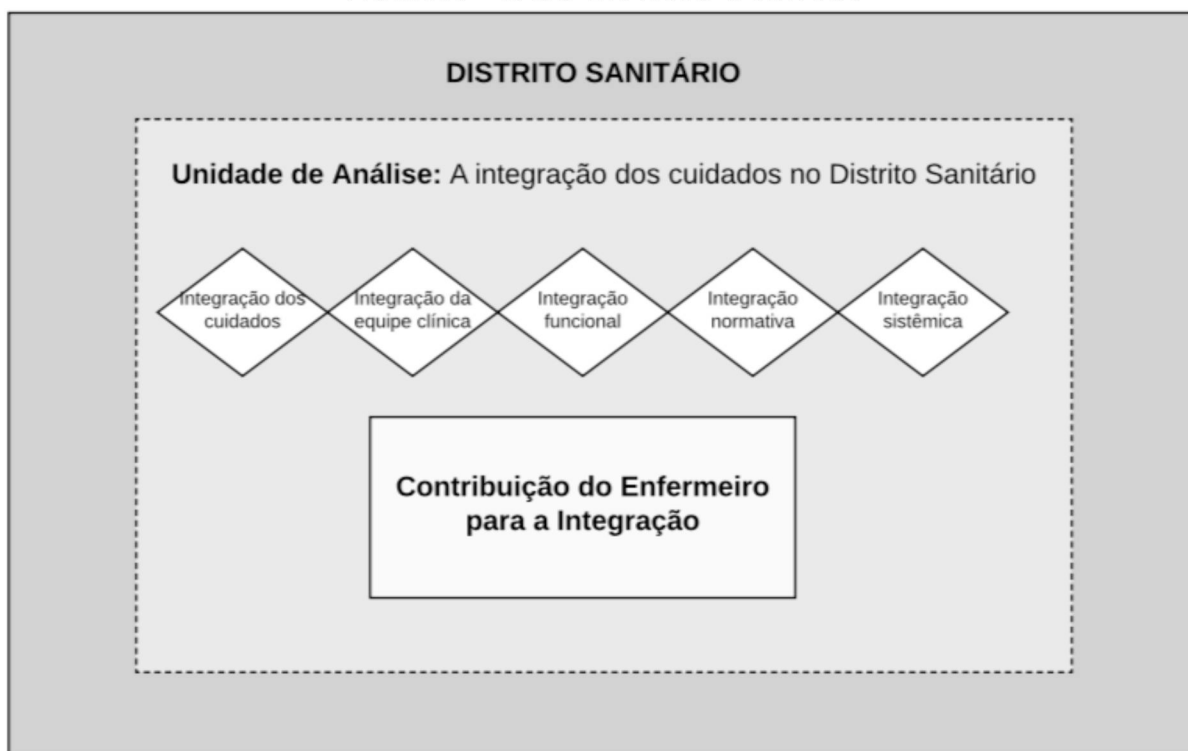 DISTRITO SANITÁRIO
Unidade de Análise: A integração dos cuidados no Distrito Sanitário
Integração dos
cuidados
Integração da
equipe clínica
Integração
funcional
Integração
normativa
Integração
sistêmica
Contribuição do Enfermeiro
para a Integração